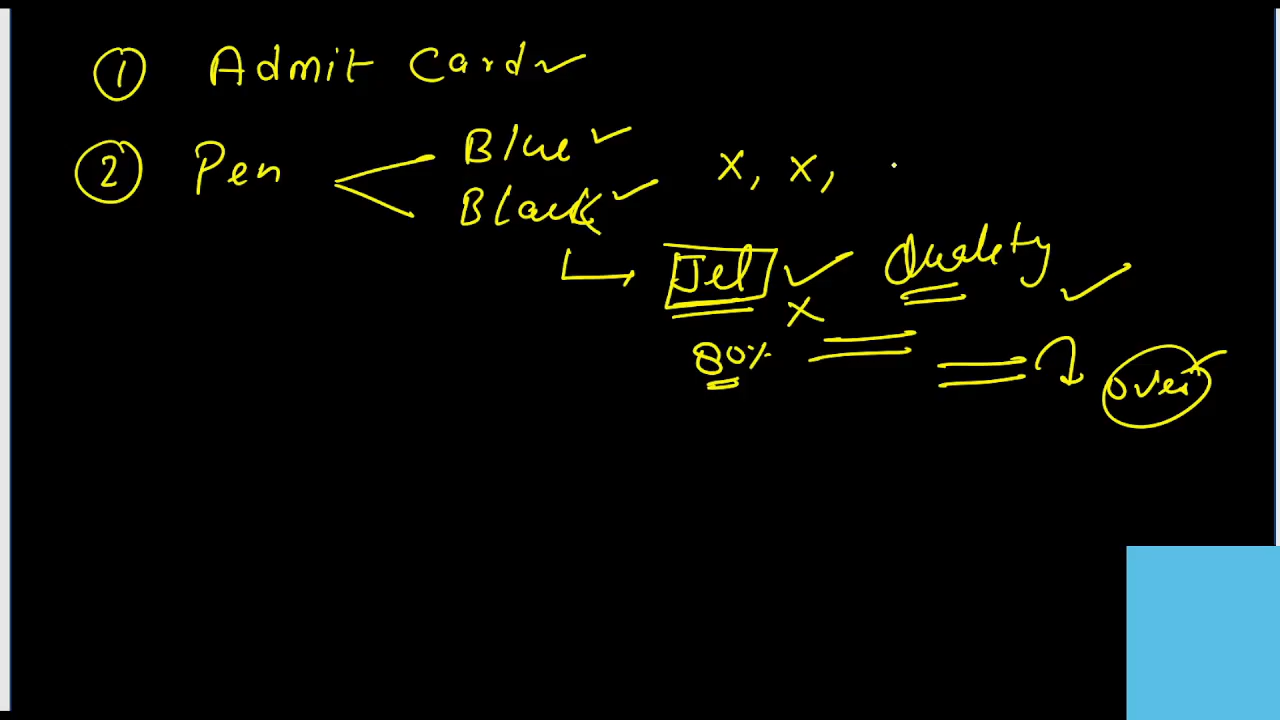 ① Admit Card ✓
② Pen Blue ✓
Black ✓ x, x,
Jel ✓ Quality ✓
x
80% over